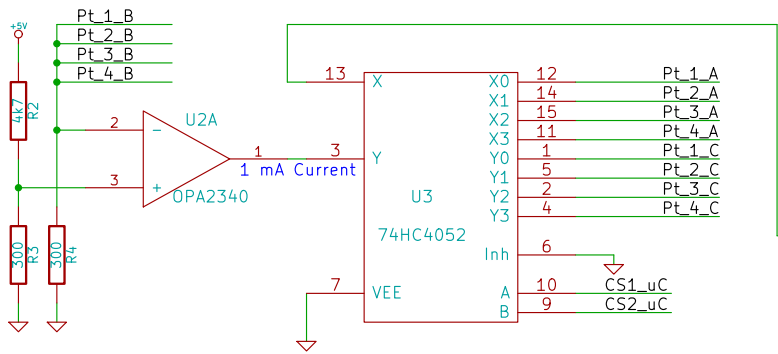 +5V
Pt_1_B
Pt_2_B
Pt_3_B
Pt_4_B
4k7
R2
2
3
U2A
-
+
1
OPA2340
1 mA Current
300
R3
300
R4
13
X
3
Y
7
VEE
U3
74HC4052
X0
12
Pt_1_A
X1
14
Pt_2_A
X2
15
Pt_3_A
X3
11
Pt_4_A
Y0
1
Pt_1_C
Y1
5
Pt_2_C
Y2
2
Pt_3_C
Y3
4
Pt_4_C
Inh
6
A
10
CS1_uC
B
9
CS2_uC